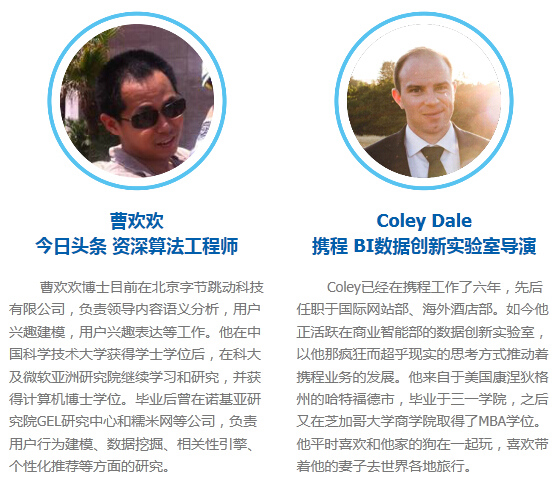 曹欢欢
今日头条 资深算法工程师
曹欢欢博士目前在北京字节跳动科技
有限公司，负责领导内容语义分析，用户
兴趣建模，用户兴趣表达等工作。他在中
国科学技术大学获得学士学位后，在科大
及微软亚洲研究院继续学习和研究，并获
得计算机博士学位。毕业后曾在诺基亚研
究院GEL研究中心和糯米网等公司，负责
用户行为建模、数据挖掘、相关性引擎、
个性化推荐等方面的研究。
Coley Dale
携程 BI数据创新实验室导演
Coley已经在携程工作了六年，先后
任职于国际网站部、海外酒店部。如今他
正活跃在商业智能部的数据创新实验室，
以他那疯狂而超乎现实的思考方式推动着
携程业务的发展。他来自于美国康涅狄格
州的哈特福德市，毕业于三一学院，之后
又在芝加哥大学商学院取得了MBA学位。
他平时喜欢和他家的狗在一起玩，喜欢带
着他的妻子去世界各地旅行。